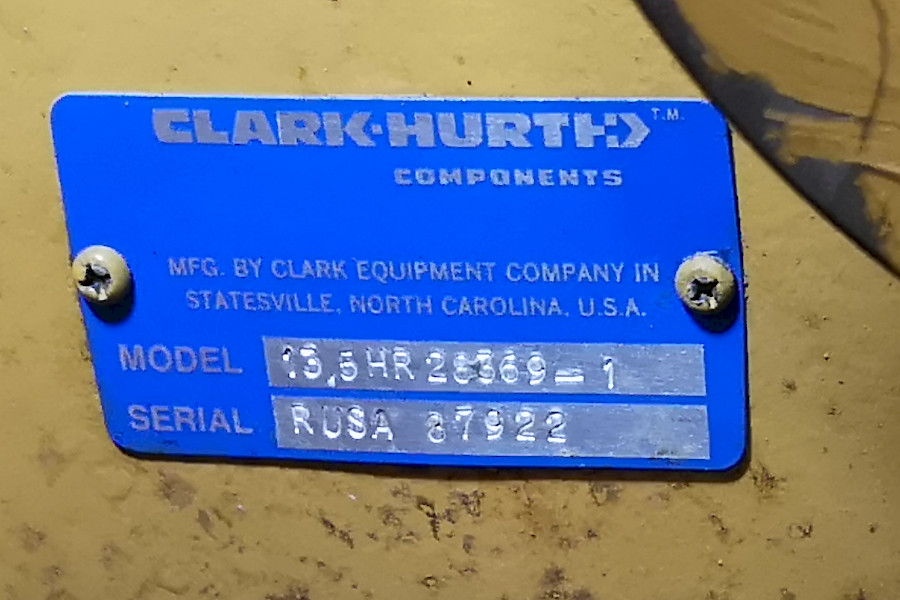 CLARK-HURTH T.M.
COMPONENTS
MFG. BY CLARK EQUIPMENT COMPANY IN
STATESVILLE, NORTH CAROLINA, U.S.A.
MODEL 13.5HR28369-1
SERIAL RUSA 87922